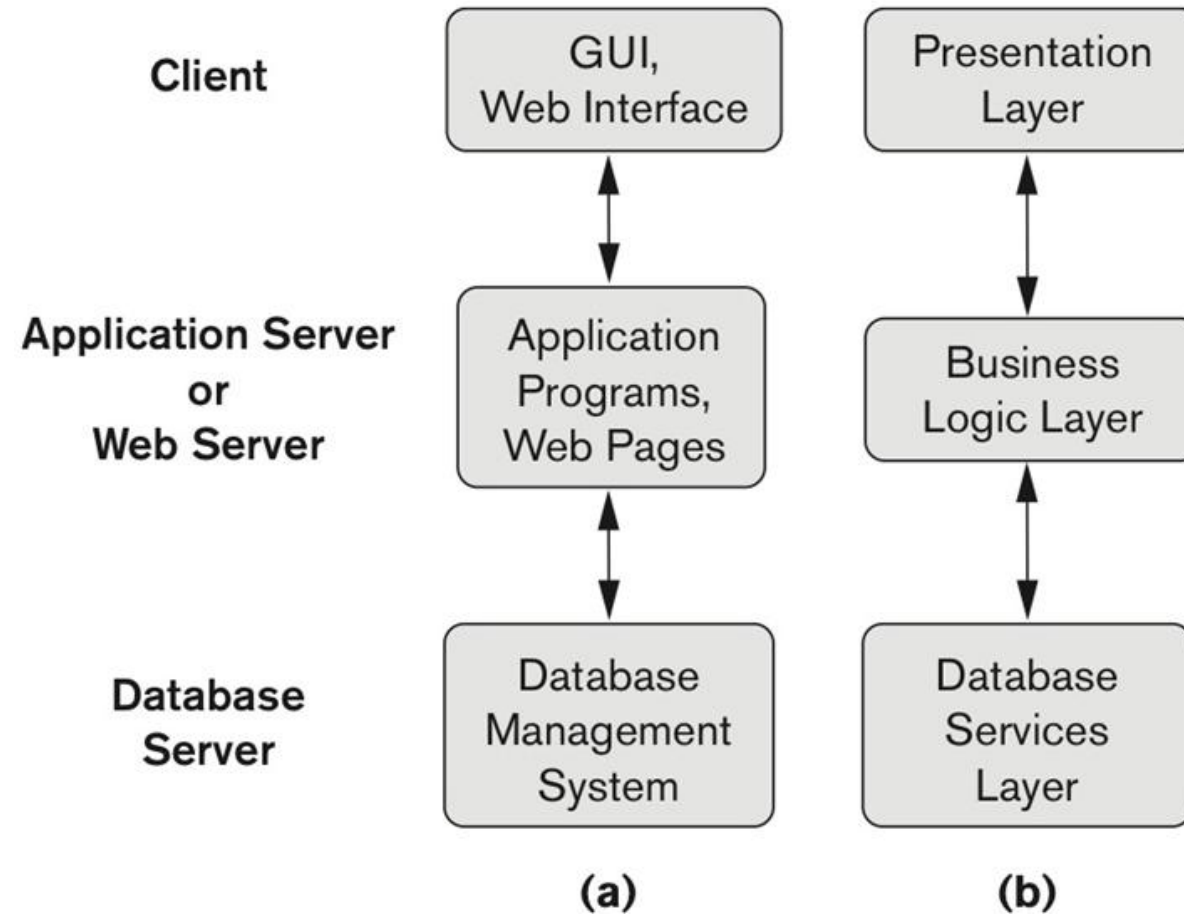 Client
GUI,
Web Interface
Presentation
Layer
Application Server
or
Web Server
Application
Programs,
Web Pages
Business
Logic Layer
Database
Server
Database
Management
System
Database
Services
Layer
(a)
(b)